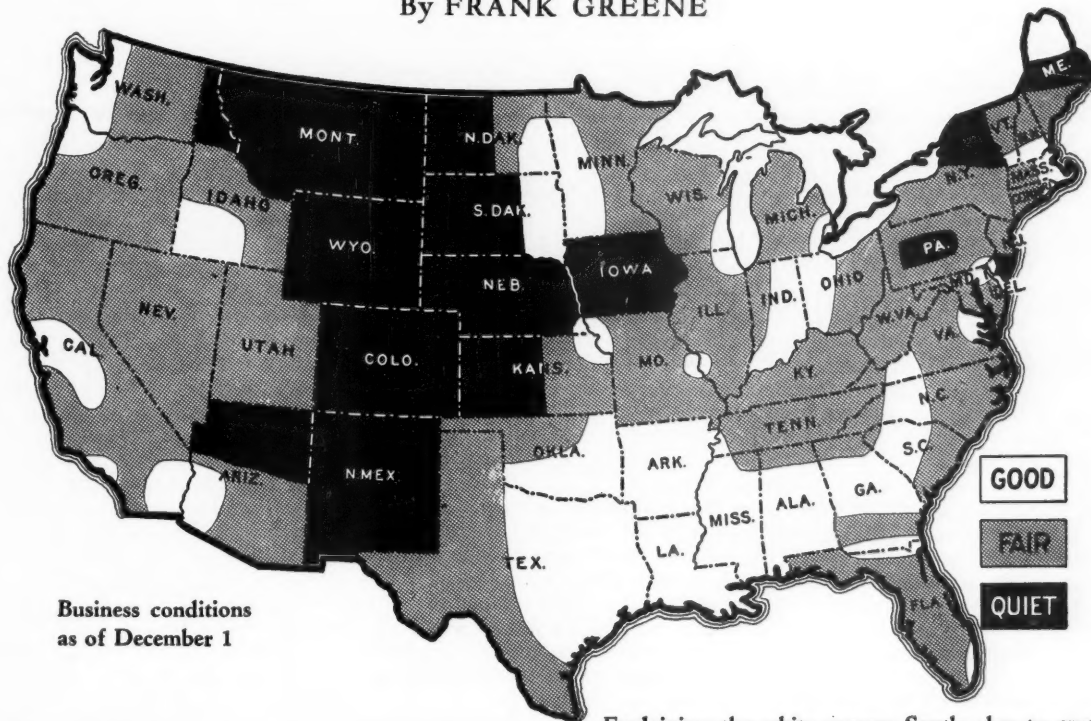 By FRANK GREENE
WASH.
MONT.
N.DAK.
MINN.
ME.
VT.
N.H.
OREG.
IDAHO
S.DAK.
WIS.
MICH.
N.Y.
MASS.
CONN.
WYO.
IOWA
PA.
N.J.
NEV.
UTAH
NEB.
ILL.
IND.
OHIO
MD.
DEL.
CAL.
COLO.
KANS.
MO.
W.VA.
VA.
KY.
ARIZ.
N.MEX.
OKLA.
ARK.
TENN.
N.C.
S.C.
TEX.
LA.
MISS.
ALA.
GA.
FLA.
GOOD
FAIR
QUIET
Business conditions
as of December 1